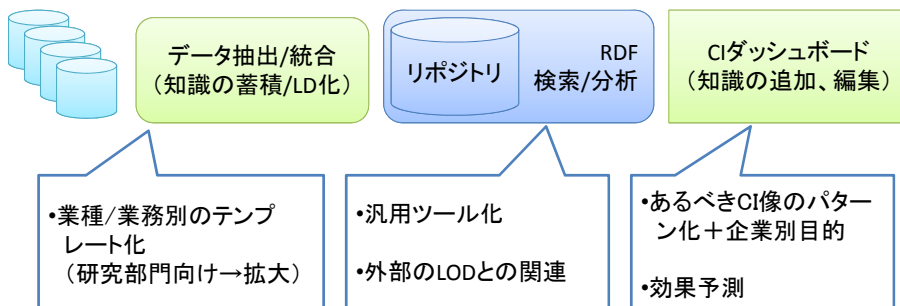 データ抽出/統合
（知識の蓄積/LD化）
リポジトリ
RDF
検索/分析
CIダッシュボード
（知識の追加、編集）
•業種/業務別のテンプ
レート化
（研究部門向け→拡大）
•汎用ツール化
•外部のLODとの関連
•あるべきCI像のパター
ン化＋企業別目的
•効果予測